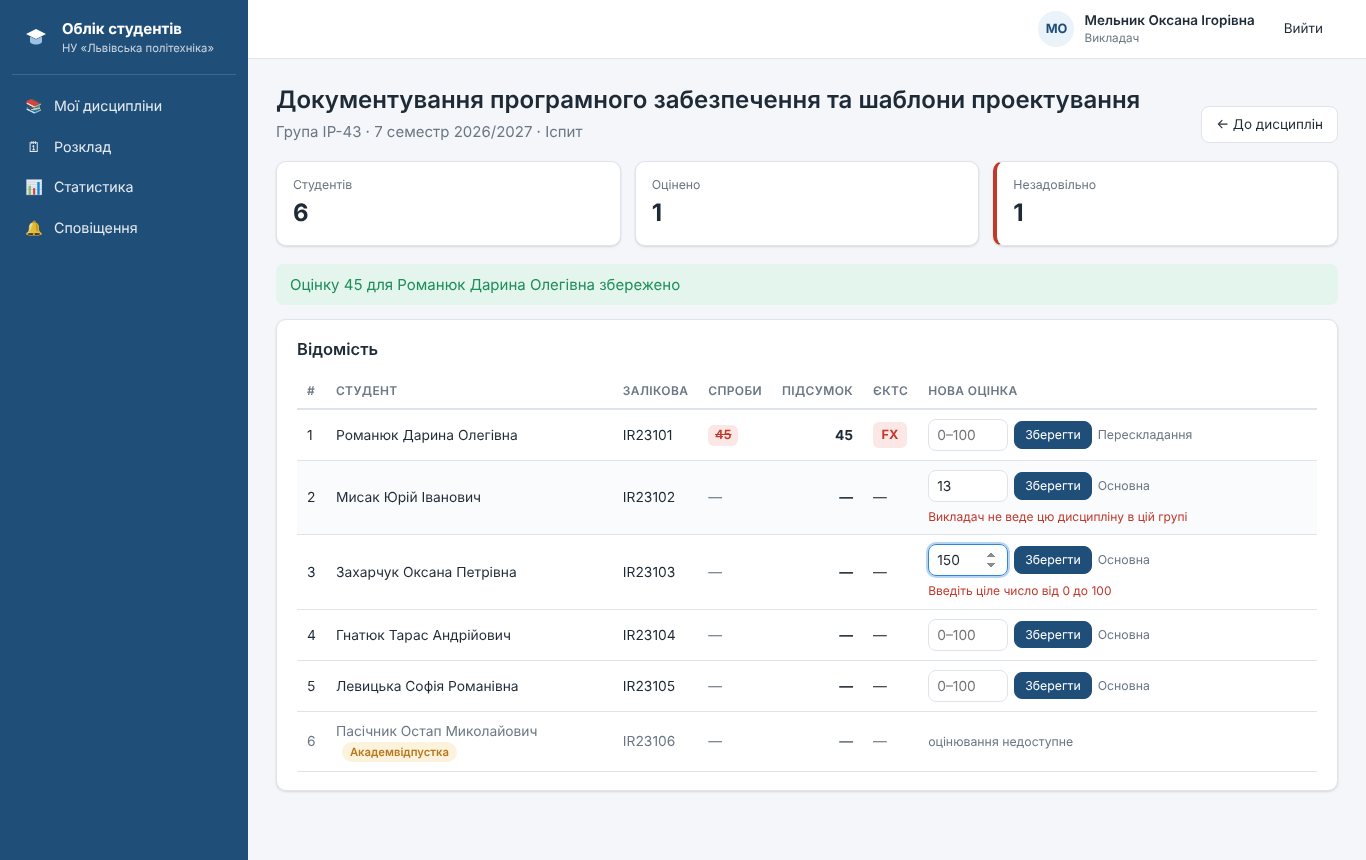 Облік студентів
НУ «Львівська політехніка»
Мої дисципліни
Розклад
Статистика
Сповіщення
МО
Мельник Оксана Ігорівна
Викладач
Вийти
Документування програмного забезпечення та шаблони проектування
Група ІР-43 · 7 семестр 2026/2027 · Іспит
← До дисциплін
Студентів
6
Оцінено
1
Незадовільно
1
Оцінку 45 для Романюк Дарина Олегівна збережено
Відомість
# СТУДЕНТ ЗАЛІКОВА СПРОБИ ПІДСУМОК ЄКТС НОВА ОЦІНКА
1 Романюк Дарина Олегівна IR23101 45 45 FX 0–100 Зберегти Перескладання
2 Мисак Юрій Іванович IR23102 — — — 13 Зберегти Основна
Викладач не веде цю дисципліну в цій групі
3 Захарчук Оксана Петрівна IR23103 — — — 150 Зберегти Основна
Введіть ціле число від 0 до 100
4 Гнатюк Тарас Андрійович IR23104 — — — 0–100 Зберегти Основна
5 Левицька Софія Романівна IR23105 — — — 0–100 Зберегти Основна
6 Пасічник Остап Миколайович IR23106 — — — оцінювання недоступне
Академвідпустка